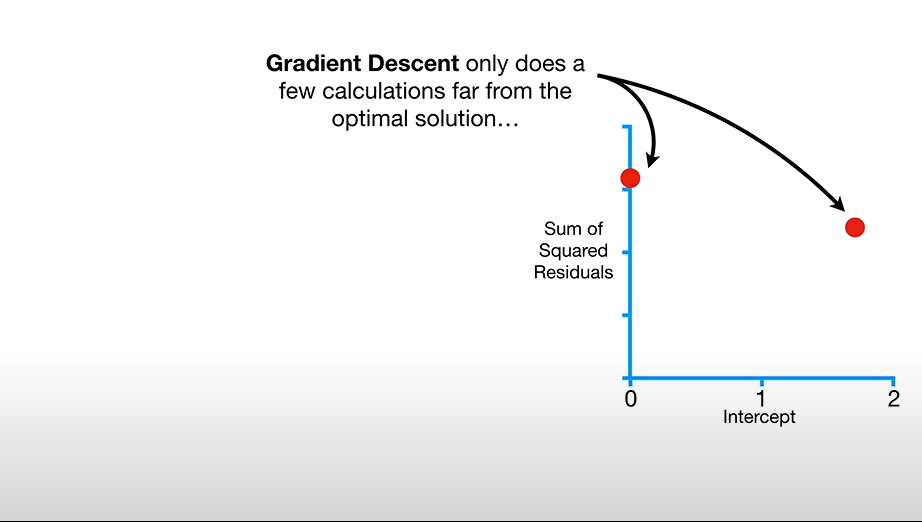 Gradient Descent only does a
few calculations far from the
optimal solution…
Sum of
Squared
Residuals
0
1
2
Intercept